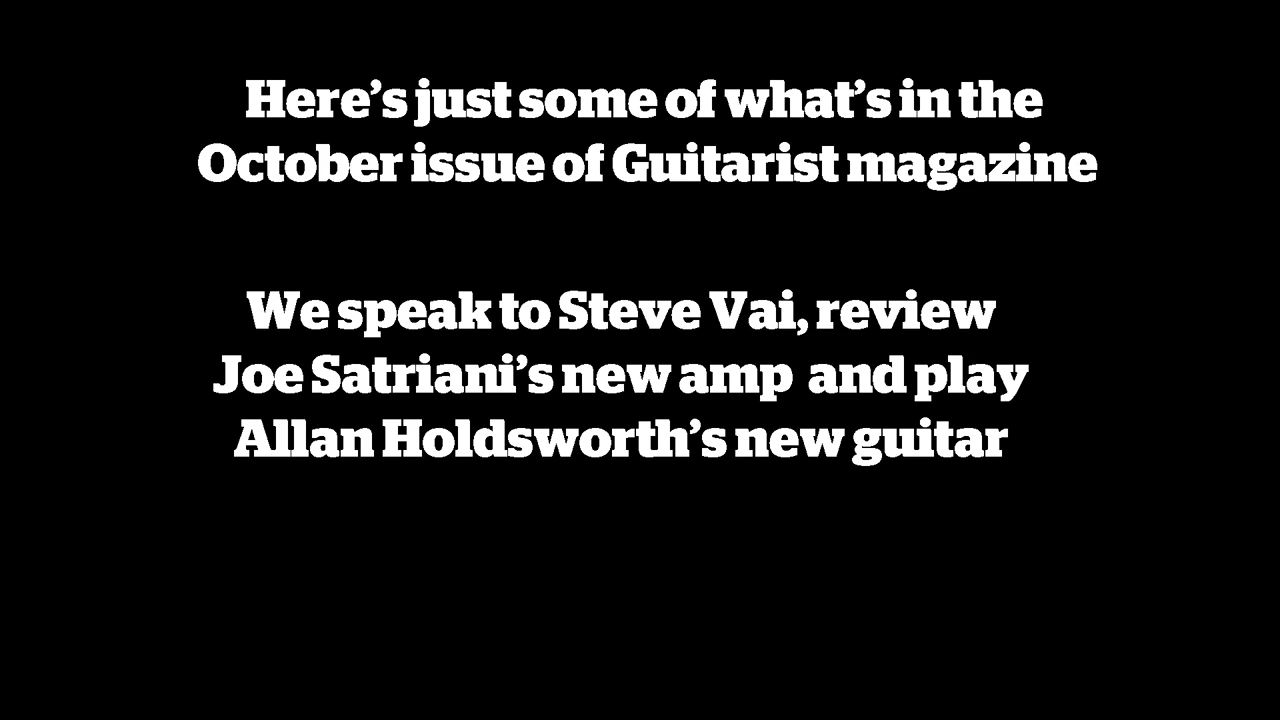 Here’s just some of what’s in the
October issue of Guitarist magazine
We speak to Steve Vai, review
Joe Satriani’s new amp and play
Allan Holdsworth’s new guitar